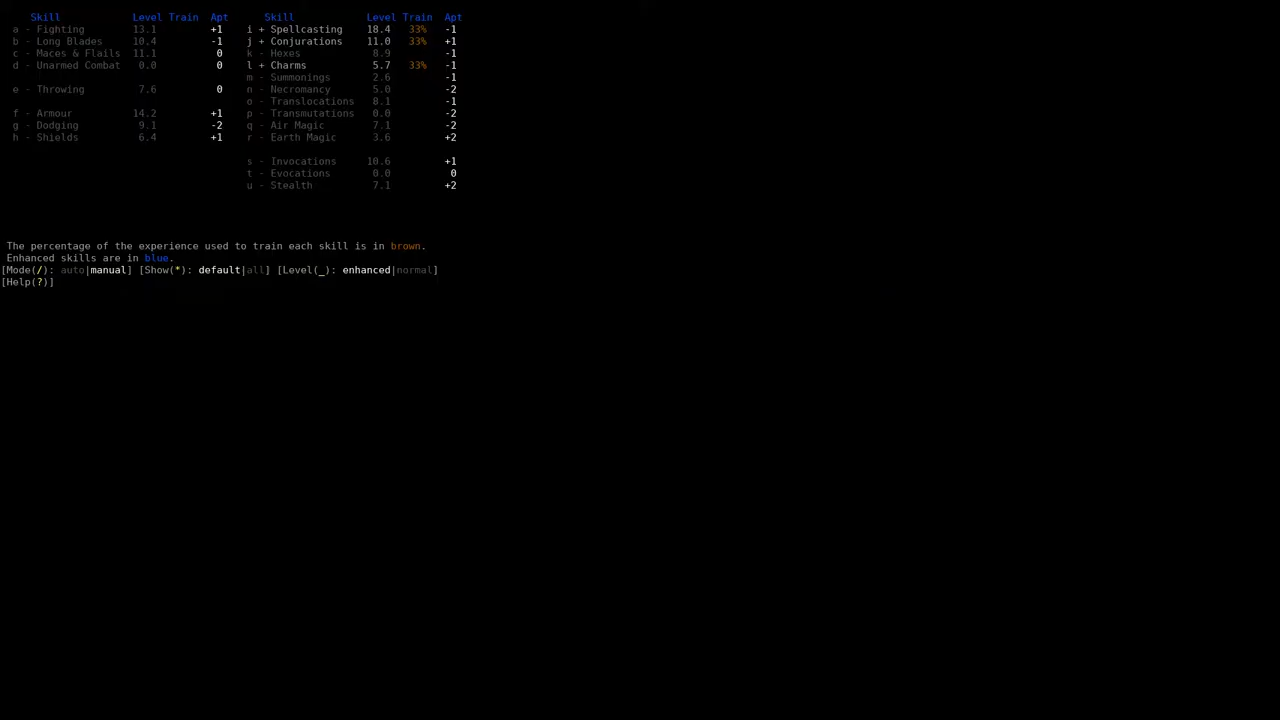 Skill Level Train Apt Skill Level Train Apt
a - Fighting 13.1 +1 i + Spellcasting 18.4 33% -1
b - Long Blades 10.4 -1 j + Conjurations 11.0 33% +1
c - Maces & Flails 11.1 0 k - Hexes 8.9 -1
d - Unarmed Combat 0.0 0 l + Charms 5.7 33% -1
m - Summonings 2.6 -1
e - Throwing 7.6 0 n - Necromancy 5.0 -2
o - Translocations 8.1 -1
f - Armour 14.2 +1 p - Transmutations 0.0 -2
g - Dodging 9.1 -2 q - Air Magic 7.1 -2
h - Shields 6.4 +1 r - Earth Magic 3.6 +2
s - Invocations 10.6 +1
t - Evocations 0.0 0
u - Stealth 7.1 +2
The percentage of the experience used to train each skill is in brown.
Enhanced skills are in blue.
[Mode(/): auto|manual] [Show(*): default|all] [Level(_): enhanced|normal]
[Help(?)]